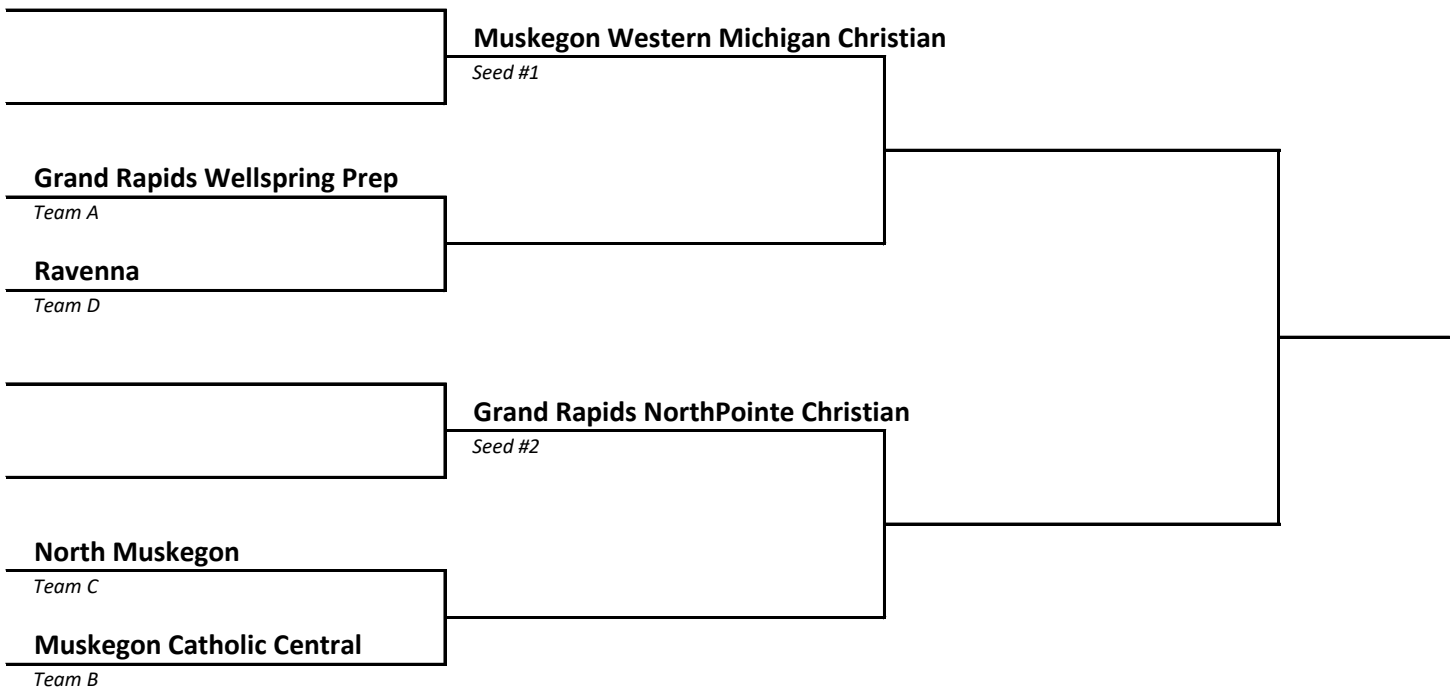 Muskegon Western Michigan Christian
Seed #1
Grand Rapids Wellspring Prep
Team A
Ravenna
Team D
Grand Rapids NorthPointe Christian
Seed #2
North Muskegon
Team C
Muskegon Catholic Central
Team B